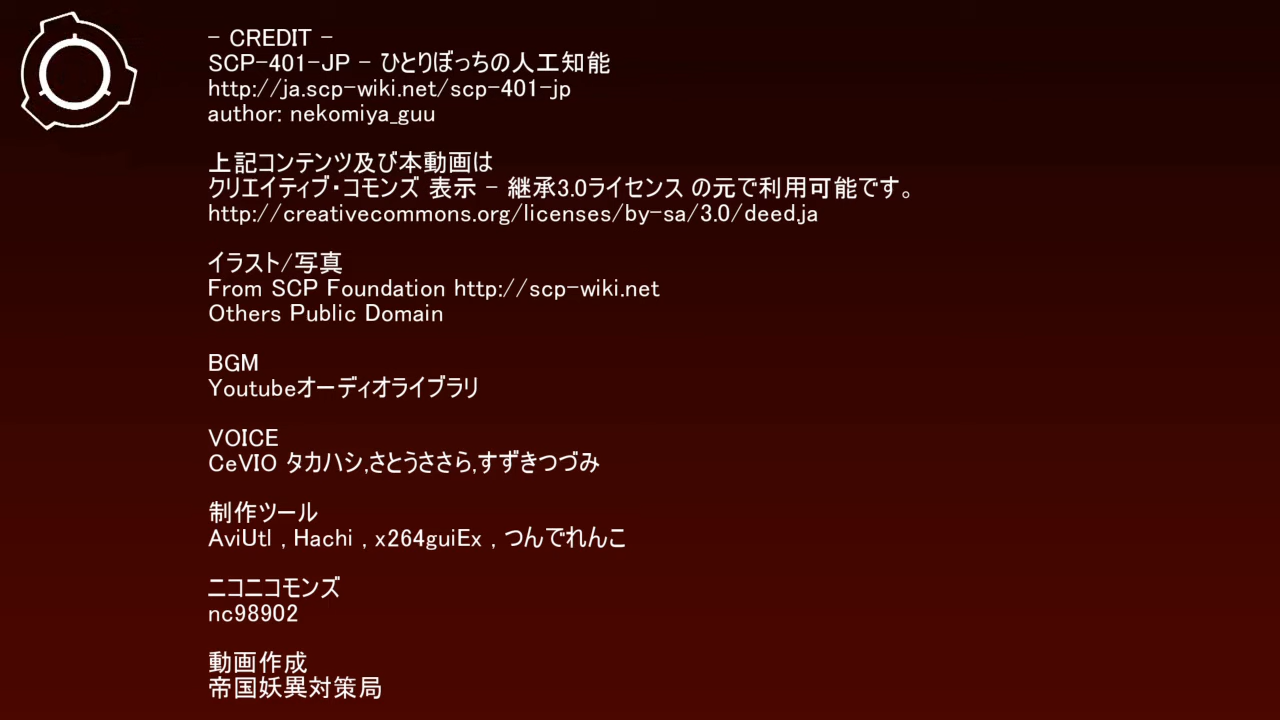 - CREDIT -
SCP-401-JP - ひとりぼっちの人工知能
http://ja.scp-wiki.net/scp-401-jp
author: nekomiya_guu
上記コンテンツ及び本動画は
クリエイティブ・コモンズ 表示 - 継承3.0ライセンス の元で利用可能です。
http://creativecommons.org/licenses/by-sa/3.0/deed.ja
イラスト/写真
From SCP Foundation http://scp-wiki.net
Others Public Domain
BGM
Youtubeオーディオライブラリ
VOICE
CeVIO タカハシ,さとうささら,すずきつづみ
制作ツール
AviUtl , Hachi , x264guiEx , つんでれんこ
ニコニコモンズ
nc98902
動画作成
帝国妖異対策局